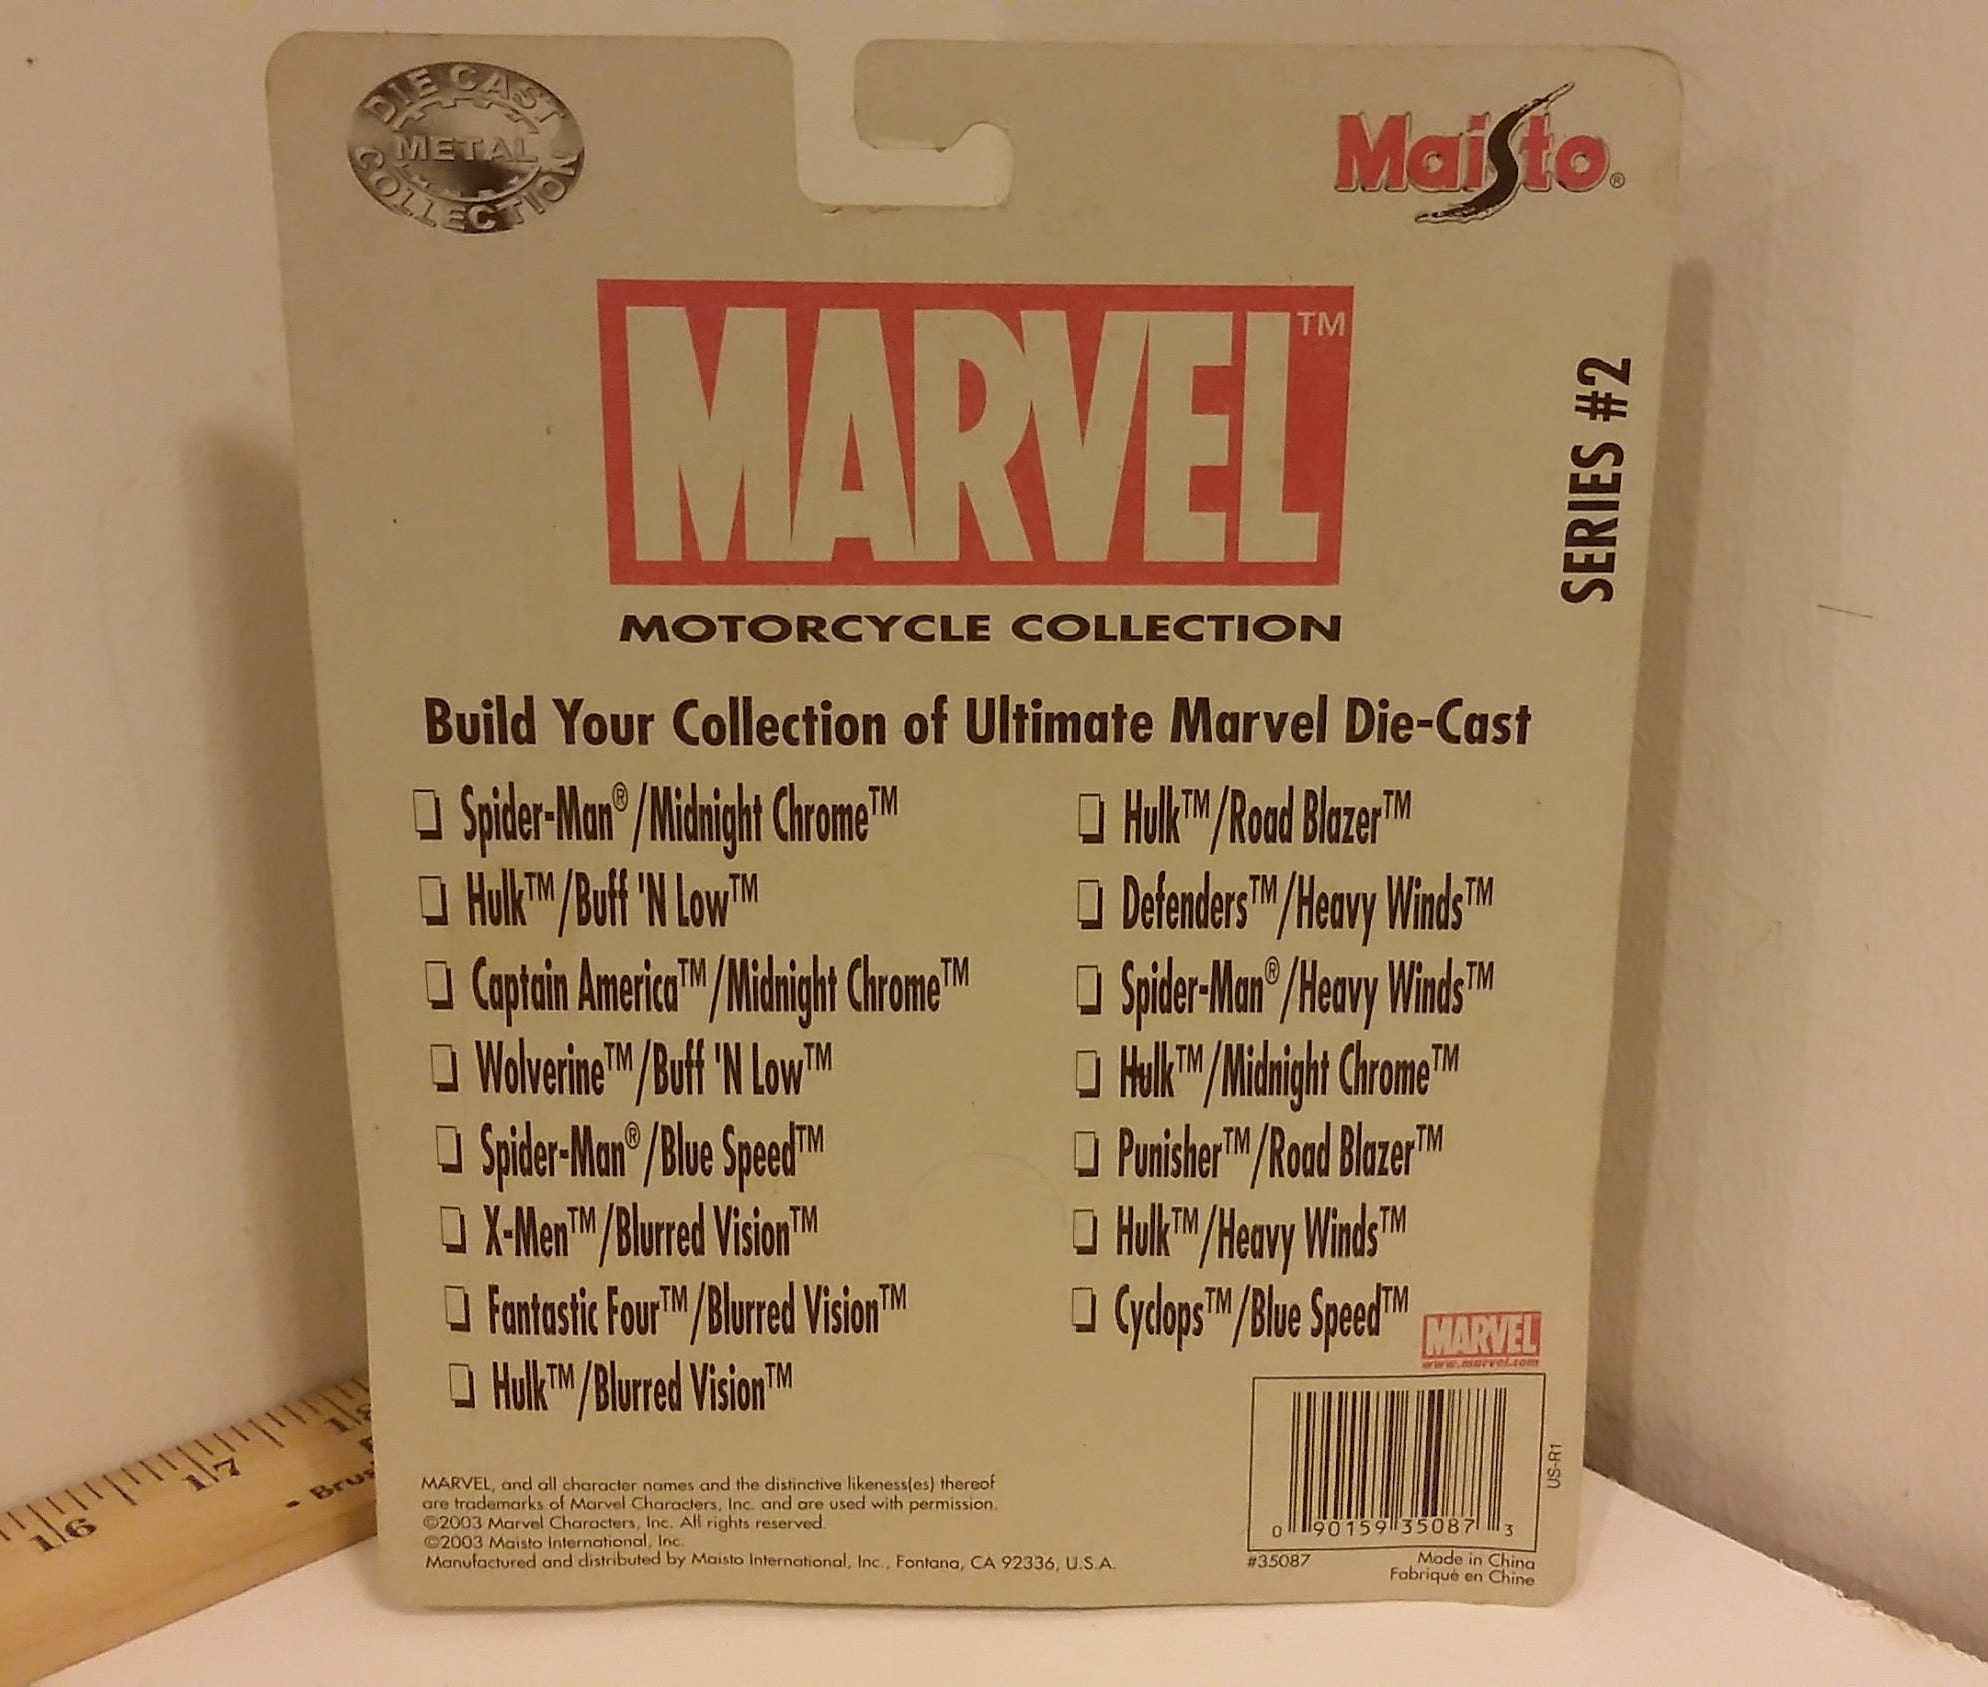 DIE CAST
METAL
COLLECTION
Maisto®
MARVEL™
SERIES #2
MOTORCYCLE COLLECTION
Build Your Collection of Ultimate Marvel Die-Cast
Spider-Man®/Midnight Chrome™
Hulk™/Buff 'N Low™
Captain America™/Midnight Chrome™
Wolverine™/Buff 'N Low™
Spider-Man®/Blue Speed™
X-Men™/Blurred Vision™
Fantastic Four™/Blurred Vision™
Hulk™/Blurred Vision™
Hulk™/Road Blazer™
Defenders™/Heavy Winds™
Spider-Man®/Heavy Winds™
Hulk™/Midnight Chrome™
Punisher™/Road Blazer™
Hulk™/Heavy Winds™
Cyclops™/Blue Speed™
MARVEL
www.marvel.com
MARVEL, and all character names and the distinctive likeness(es) thereof
are trademarks of Marvel Characters, Inc. and are used with permission.
©2003 Marvel Characters, Inc. All rights reserved.
©2003 Maisto International, Inc.
Manufactured and distributed by Maisto International, Inc., Fontana, CA 92336, U.S.A.
0 90159 35087 3
US-R1
#35087
Made in China
Fabriqué en Chine
16
17
18